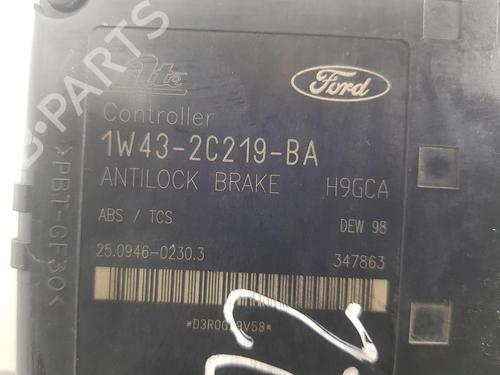 Ate
Ford
Controller
1W43-2C219-BA
ANTILOCK BRAKE H9GCA
ABS / TCS DEW 98
25.0946-0230.3 347863
>PBT-GF30<
B-PARTS